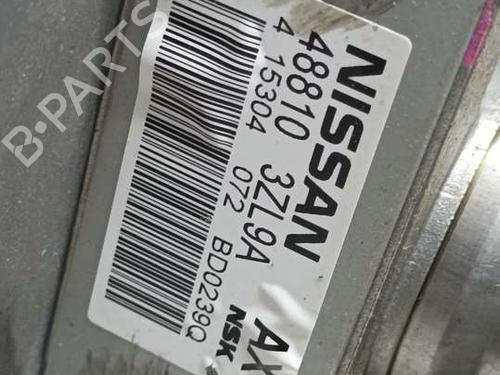 NISSAN
48810 3ZL9A AX
4 15304 072 BD0239Q NSK
B-PARTS